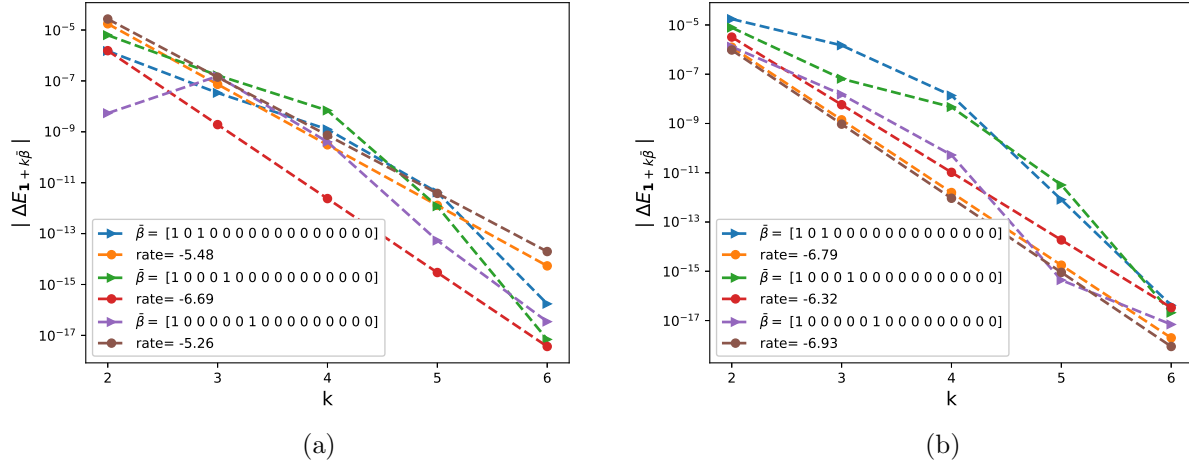 | ΔE_{1 + kβ̄} |
10^{-5}
10^{-7}
10^{-9}
10^{-11}
10^{-13}
10^{-15}
10^{-17}
β̄ = [1 0 1 0 0 0 0 0 0 0 0 0 0 0 0 0]
rate= -5.48
β̄ = [1 0 0 0 1 0 0 0 0 0 0 0 0 0 0 0]
rate= -6.69
β̄ = [1 0 0 0 0 0 1 0 0 0 0 0 0 0 0 0]
rate= -5.26
2 3 4 5 6
k
(a)
| ΔE_{1 + kβ̄} |
10^{-5}
10^{-7}
10^{-9}
10^{-11}
10^{-13}
10^{-15}
10^{-17}
β̄ = [1 0 1 0 0 0 0 0 0 0 0 0 0 0 0 0]
rate= -6.79
β̄ = [1 0 0 0 1 0 0 0 0 0 0 0 0 0 0 0]
rate= -6.32
β̄ = [1 0 0 0 0 0 1 0 0 0 0 0 0 0 0 0]
rate= -6.93
2 3 4 5 6
k
(b)